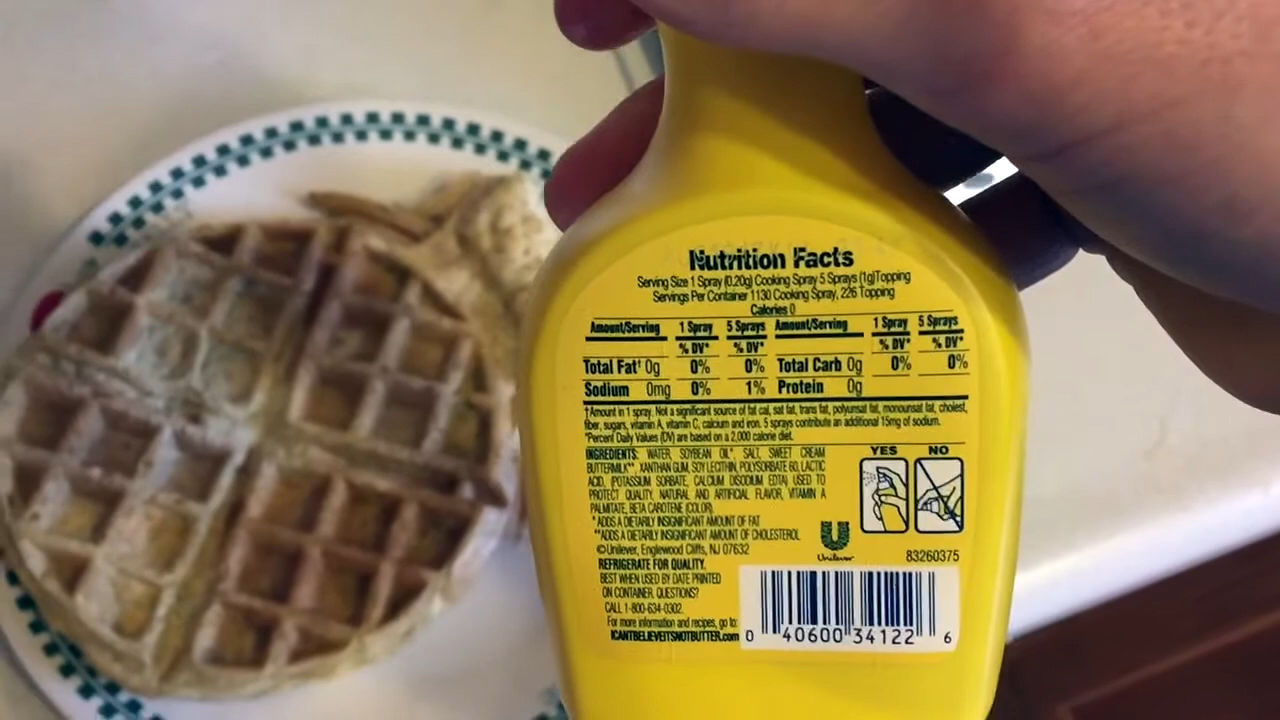 Nutrition Facts
Serving Size 1 Spray (0.20g) Cooking Spray 5 Sprays (1g)Topping
Servings Per Container 1130 Cooking Spray, 226 Topping
Calories 0
Amount/Serving 1 Spray 5 Sprays Amount/Serving 1 Spray 5 Sprays
% DV* % DV* % DV* % DV*
Total Fat† 0g 0% 0% Total Carb 0g 0% 0%
Sodium 0mg 0% 1% Protein 0g
†Amount in 1 spray. Not a significant source of fat cal, sat fat, trans fat, polyunsat fat, monounsat fat, cholest,
fiber, sugars, vitamin A, vitamin C, calcium and iron. 5 sprays contribute an additional 15mg of sodium.
*Percent Daily Values (DV) are based on a 2,000 calorie diet.
INGREDIENTS: WATER, SOYBEAN OIL*, SALT, SWEET CREAM
BUTTERMILK**, XANTHAN GUM, SOY LECITHIN, POLYSORBATE 60, LACTIC
ACID, (POTASSIUM SORBATE, CALCIUM DISODIUM EDTA) USED TO
PROTECT QUALITY, NATURAL AND ARTIFICIAL FLAVOR, VITAMIN A
PALMITATE, BETA CAROTENE (COLOR).
* ADDS A DIETARILY INSIGNIFICANT AMOUNT OF FAT
**ADDS A DIETARILY INSIGNIFICANT AMOUNT OF CHOLESTEROL
©Unilever, Englewood Cliffs, NJ 07632
REFRIGERATE FOR QUALITY.
BEST WHEN USED BY DATE PRINTED
ON CONTAINER. QUESTIONS?
CALL 1-800-634-0302.
For more information and recipes, go to:
ICANTBELIEVEITSNOTBUTTER.com
YES NO
Unilever
83260375
0 40600 34122 6